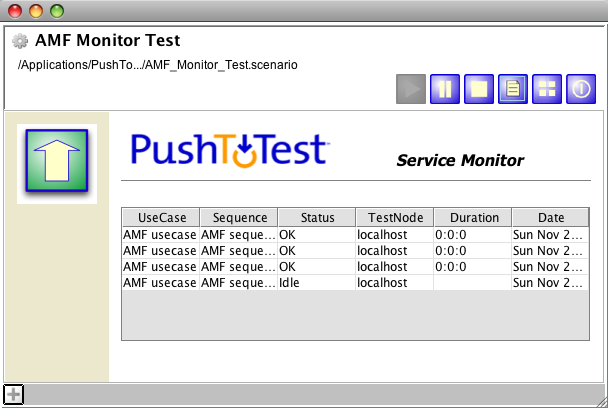 AMF Monitor Test
/Applications/PushTo.../AMF_Monitor_Test.scenario
PushToTest
Service Monitor
UseCase Sequence Status TestNode Duration Date
AMF usecase AMF seque... OK localhost 0:0:0 Sun Nov 2...
AMF usecase AMF seque... OK localhost 0:0:0 Sun Nov 2...
AMF usecase AMF seque... OK localhost 0:0:0 Sun Nov 2...
AMF usecase AMF seque... Idle localhost Sun Nov 2...